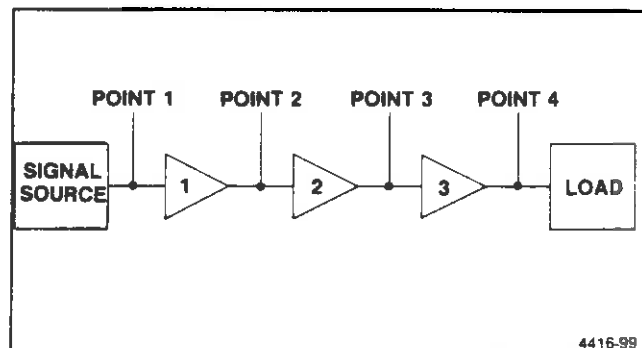 POINT 1 POINT 2 POINT 3 POINT 4
SIGNAL
SOURCE
1 2 3 LOAD
4416-99